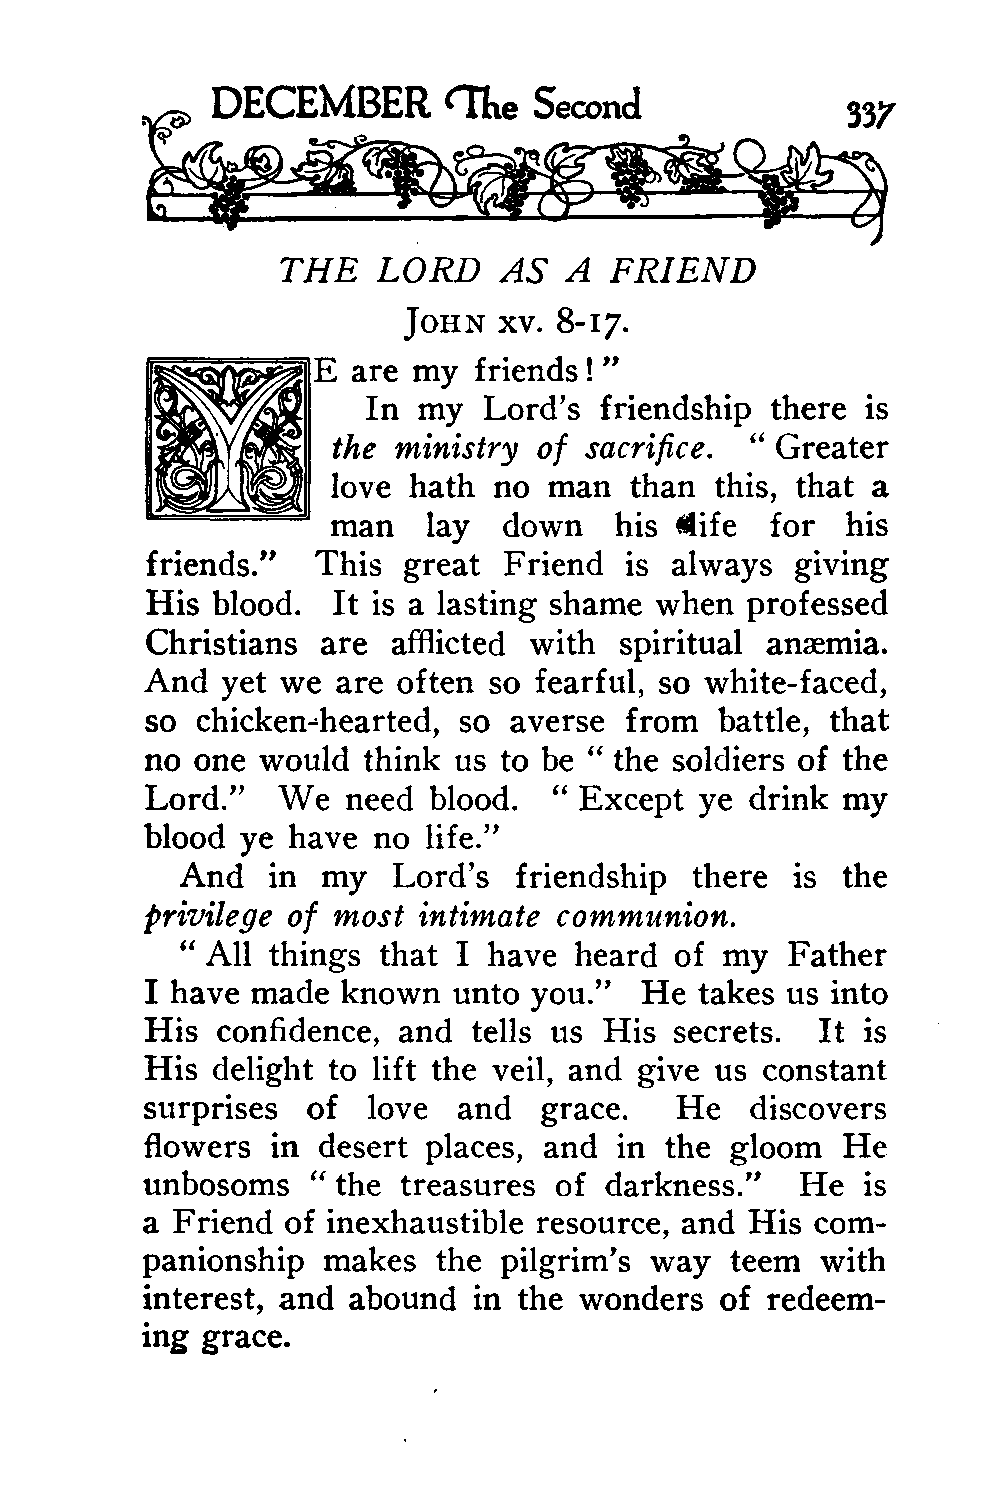 DECEMBER The Second 337
THE LORD AS A FRIEND
JOHN XV. 8-17.
YE are my friends!”
In my Lord’s friendship there is
the ministry of sacrifice. “Greater
love hath no man than this, that a
man lay down his life for his
friends.” This great Friend is always giving
His blood. It is a lasting shame when professed
Christians are afflicted with spiritual anæmia.
And yet we are often so fearful, so white-faced,
so chicken-hearted, so averse from battle, that
no one would think us to be “the soldiers of the
Lord.” We need blood. “Except ye drink my
blood ye have no life.”
And in my Lord’s friendship there is the
privilege of most intimate communion.
“All things that I have heard of my Father
I have made known unto you.” He takes us into
His confidence, and tells us His secrets. It is
His delight to lift the veil, and give us constant
surprises of love and grace. He discovers
flowers in desert places, and in the gloom He
unbosoms “the treasures of darkness.” He is
a Friend of inexhaustible resource, and His com-
panionship makes the pilgrim’s way teem with
interest, and abound in the wonders of redeem-
ing grace.